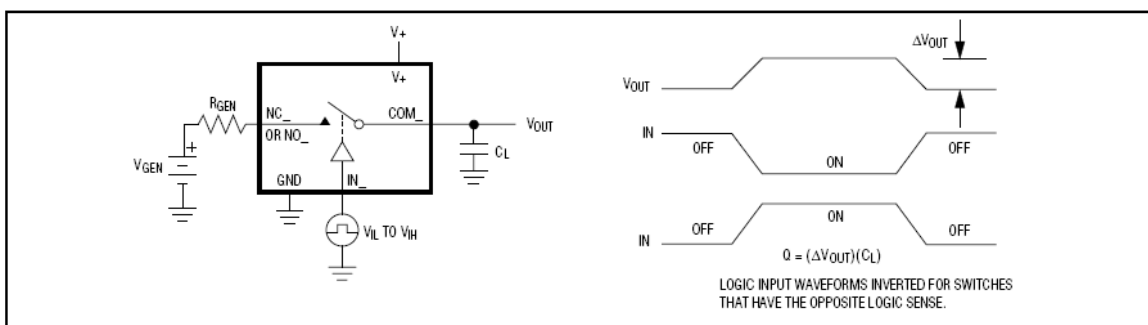 V+
V+
RGEN
NC_
OR NO_
COM_
VOUT
VGEN
+
CL
GND
IN_
VIL TO VIH
ΔVOUT
VOUT
IN
OFF
ON
OFF
IN
OFF
ON
OFF
Q = (ΔVOUT)(CL)
LOGIC INPUT WAVEFORMS INVERTED FOR SWITCHES
THAT HAVE THE OPPOSITE LOGIC SENSE.